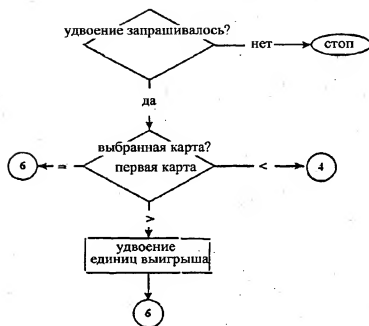 удвоение запрашивалось?
нет
стоп
да
выбранная карта?
6
=
первая карта
<
4
>
удвоение
единиц выигрыша
6